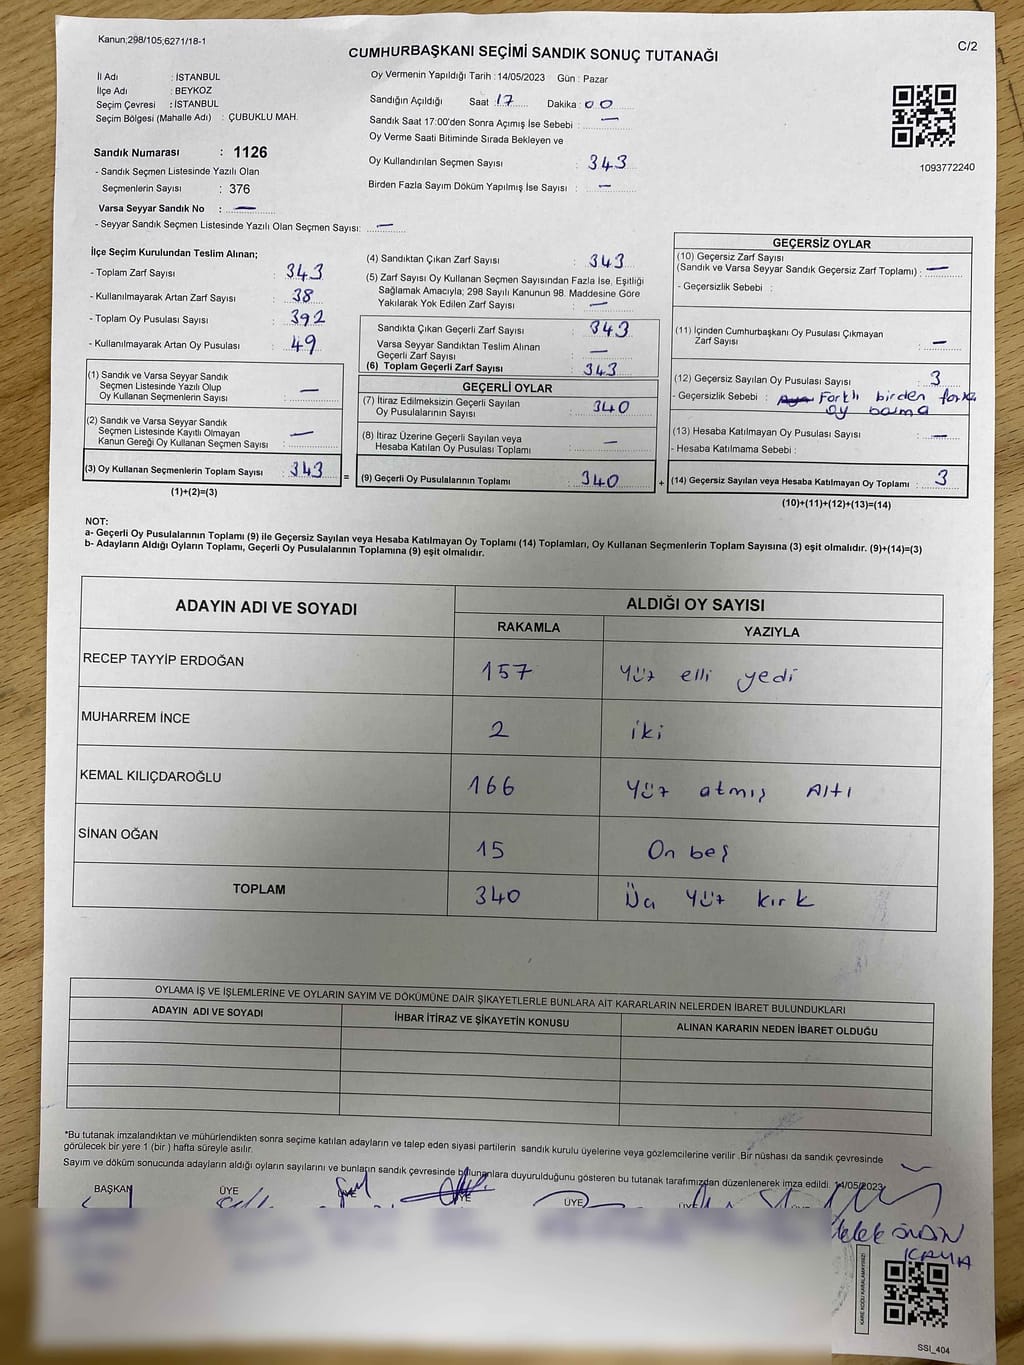 Kanun;298/105;6271/18-1
C/2
CUMHURBAŞKANI SEÇİMİ SANDIK SONUÇ TUTANAĞI
İl Adı : İSTANBUL
İlçe Adı : BEYKOZ
Seçim Çevresi : İSTANBUL
Seçim Bölgesi (Mahalle Adı) : ÇUBUKLU MAH.
Sandık Numarası : 1126
- Sandık Seçmen Listesinde Yazılı Olan
Seçmenlerin Sayısı : 376
Varsa Seyyar Sandık No : —
- Seyyar Sandık Seçmen Listesinde Yazılı Olan Seçmen Sayısı: —
Oy Vermenin Yapıldığı Tarih : 14/05/2023 Gün : Pazar
Sandığın Açıldığı Saat : 17 Dakika : 00
Sandık Saat 17:00'den Sonra Açımış İse Sebebi : —
Oy Verme Saati Bitiminde Sırada Bekleyen ve
Oy Kullandırılan Seçmen Sayısı : 343
Birden Fazla Sayım Döküm Yapılmış İse Sayısı : —
1093772240
İlçe Seçim Kurulundan Teslim Alınan;
- Toplam Zarf Sayısı : 343
- Kullanılmayarak Artan Zarf Sayısı : 38
- Toplam Oy Pusulası Sayısı : 392
- Kullanılmayarak Artan Oy Pusulası : 49
(1) Sandık ve Varsa Seyyar Sandık
Seçmen Listesinde Yazılı Olup
Oy Kullanan Seçmenlerin Sayısı : —
(2) Sandık ve Varsa Seyyar Sandık
Seçmen Listesinde Kayıtlı Olmayan
Kanun Gereği Oy Kullanan Seçmen Sayısı : —
(3) Oy Kullanan Seçmenlerin Toplam Sayısı : 343
(1)+(2)=(3)
=
(4) Sandıktan Çıkan Zarf Sayısı : 343
(5) Zarf Sayısı Oy Kullanan Seçmen Sayısından Fazla İse, Eşitliği
Sağlamak Amacıyla; 298 Sayılı Kanunun 98. Maddesine Göre
Yakılarak Yok Edilen Zarf Sayısı : —
Sandıkta Çıkan Geçerli Zarf Sayısı : 343
Varsa Seyyar Sandıktan Teslim Alınan
Geçerli Zarf Sayısı : —
(6) Toplam Geçerli Zarf Sayısı : 343
GEÇERLİ OYLAR
(7) İtiraz Edilmeksizin Geçerli Sayılan
Oy Pusulalarının Sayısı : 340
(8) İtiraz Üzerine Geçerli Sayılan veya
Hesaba Katılan Oy Pusulası Toplamı : —
(9) Geçerli Oy Pusulalarının Toplamı : 340
+
GEÇERSİZ OYLAR
(10) Geçersiz Zarf Sayısı
(Sandık ve Varsa Seyyar Sandık Geçersiz Zarf Toplamı) : —
- Geçersizlik Sebebi :
(11) İçinden Cumhurbaşkanı Oy Pusulası Çıkmayan
Zarf Sayısı : —
(12) Geçersiz Sayılan Oy Pusulası Sayısı : 3
- Geçersizlik Sebebi : Farklı birden fazla
oy basma
(13) Hesaba Katılmayan Oy Pusulası Sayısı : —
- Hesaba Katılmama Sebebi :
(14) Geçersiz Sayılan veya Hesaba Katılmayan Oy Toplamı : 3
(10)+(11)+(12)+(13)=(14)
NOT:
a- Geçerli Oy Pusulalarının Toplamı (9) ile Geçersiz Sayılan veya Hesaba Katılmayan Oy Toplamı (14) Toplamları, Oy Kullanan Seçmenlerin Toplam Sayısına (3) eşit olmalıdır. (9)+(14)=(3)
b- Adayların Aldığı Oyların Toplamı, Geçerli Oy Pusulalarının Toplamına (9) eşit olmalıdır.
ADAYIN ADI VE SOYADI
ALDIĞI OY SAYISI
RAKAMLA YAZIYLA
RECEP TAYYİP ERDOĞAN 157 Yüz elli yedi
MUHARREM İNCE 2 iki
KEMAL KILIÇDAROĞLU 166 Yüz atmış Altı
SİNAN OĞAN 15 On beş
TOPLAM 340 Üç Yüz kırk
OYLAMA İŞ VE İŞLEMLERİNE VE OYLARIN SAYIM VE DÖKÜMÜNE DAİR ŞİKAYETLERLE BUNLARA AİT KARARLARIN NELERDEN İBARET BULUNDUKLARI
ADAYIN ADI VE SOYADI İHBAR İTİRAZ VE ŞİKAYETİN KONUSU ALINAN KARARIN NEDEN İBARET OLDUĞU
*Bu tutanak imzalandıktan ve mühürlendikten sonra seçime katılan adayların ve talep eden siyasi partilerin sandık kurulu üyelerine veya gözlemcilerine verilir. Bir nüshası da sandık çevresinde
görülecek bir yere 1 (bir) hafta süreyle asılır.
Sayım ve döküm sonucunda adayların aldığı oyların sayılarını ve bunların sandık çevresinde bulunanlara duyurulduğunu gösteren bu tutanak tarafımızdan düzenlenerek imza edildi. 14/05/2023
BAŞKAN ÜYE ÜYE ÜYE ÜYE
KAYA
SSI_404